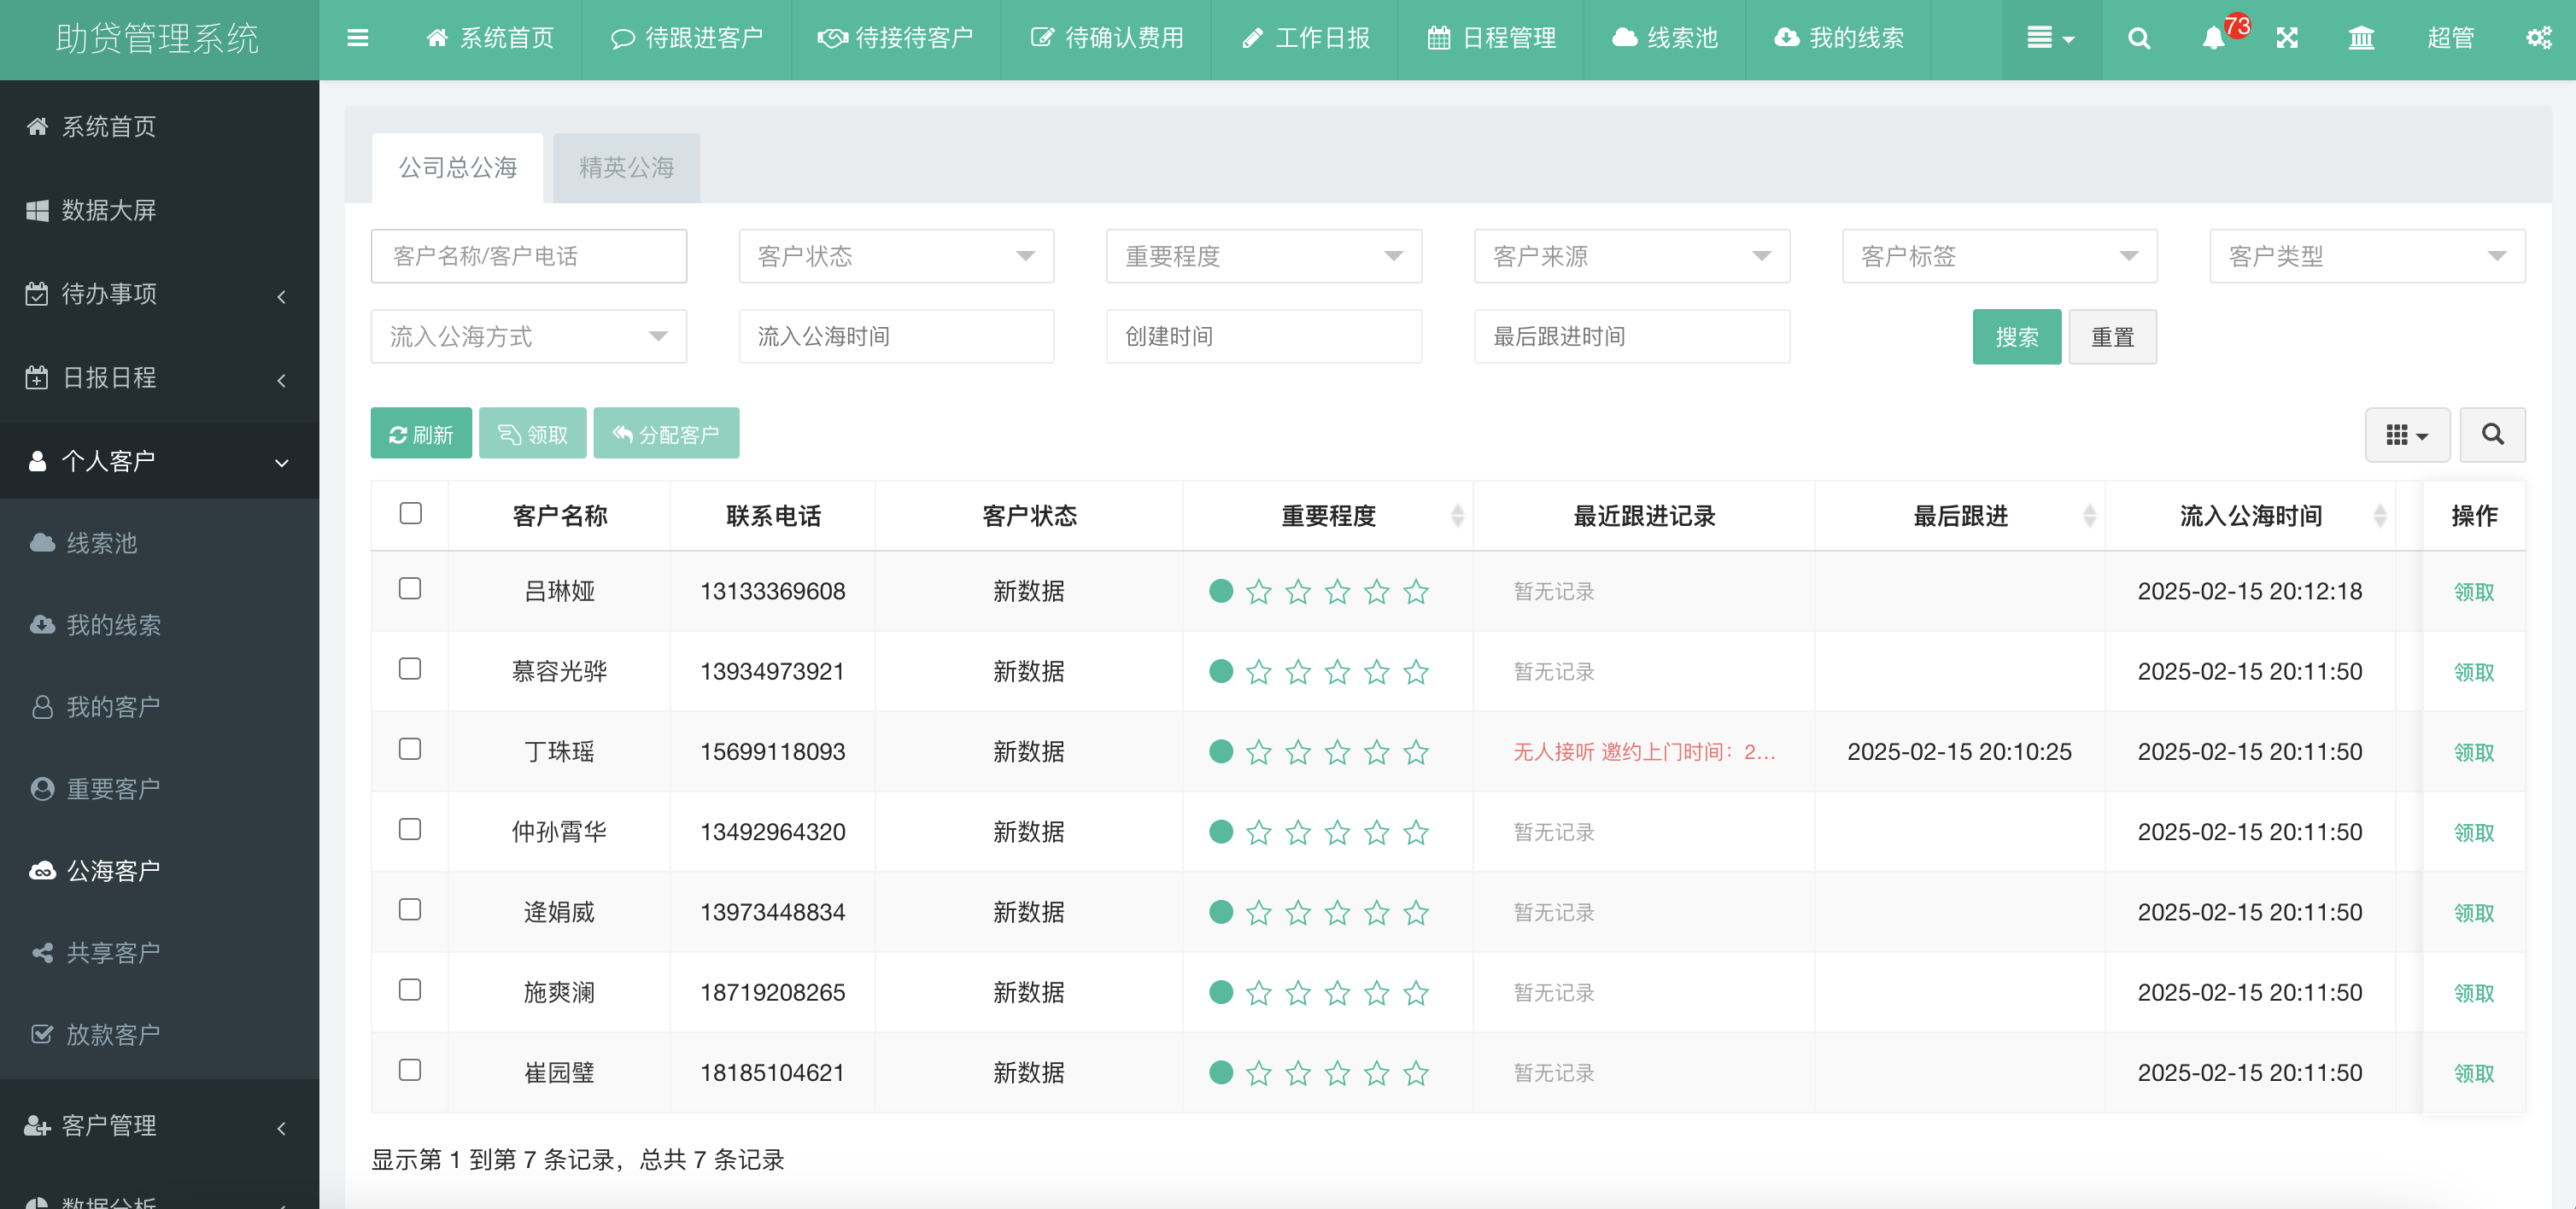 助贷管理系统
系统首页 待跟进客户 待接待客户 待确认费用 工作日报 日程管理 线索池 我的线索 73 超管
系统首页
数据大屏
待办事项
日报日程
个人客户
线索池
我的线索
我的客户
重要客户
公海客户
共享客户
放款客户
客户管理
数据分析
公司总公海 精英公海
客户名称/客户电话 客户状态 重要程度 客户来源 客户标签 客户类型
流入公海方式 流入公海时间 创建时间 最后跟进时间 搜索 重置
刷新 领取 分配客户
客户名称 联系电话 客户状态 重要程度 最近跟进记录 最后跟进 流入公海时间 操作
吕琳娅 13133369608 新数据 暂无记录 2025-02-15 20:12:18 领取
慕容光骅 13934973921 新数据 暂无记录 2025-02-15 20:11:50 领取
丁珠瑶 15699118093 新数据 无人接听 邀约上门时间：2... 2025-02-15 20:10:25 2025-02-15 20:11:50 领取
仲孙霄华 13492964320 新数据 暂无记录 2025-02-15 20:11:50 领取
逄娟威 13973448834 新数据 暂无记录 2025-02-15 20:11:50 领取
施爽澜 18719208265 新数据 暂无记录 2025-02-15 20:11:50 领取
崔园璧 18185104621 新数据 暂无记录 2025-02-15 20:11:50 领取
显示第 1 到第 7 条记录，总共 7 条记录